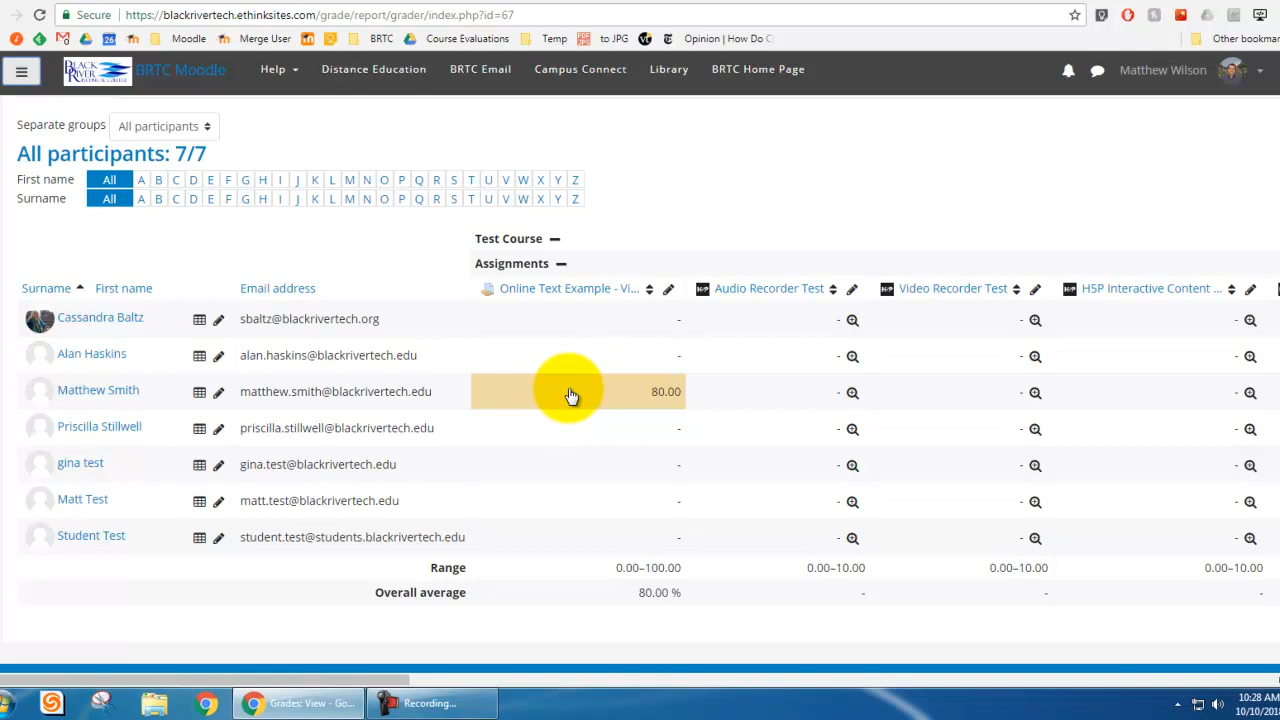 Secure https://blackrivertech.ethinksites.com/grade/report/grader/index.php?id=67
26 Moodle Merge User BRTC Course Evaluations Temp to JPG Opinion | How Do C Other bookmar
BLACK RIVER BRTC Moodle Help Distance Education BRTC Email Campus Connect Library BRTC Home Page Matthew Wilson
Separate groups All participants
All participants: 7/7
First name All A B C D E F G H I J K L M N O P Q R S T U V W X Y Z
Surname All A B C D E F G H I J K L M N O P Q R S T U V W X Y Z
Test Course
Assignments
Surname First name Email address Online Text Example - Vi... H-P Audio Recorder Test H-P Video Recorder Test H-P H5P Interactive Content ...
Cassandra Baltz sbaltz@blackrivertech.org - - - -
Alan Haskins alan.haskins@blackrivertech.edu - - - -
Matthew Smith matthew.smith@blackrivertech.edu 80.00 - - -
Priscilla Stillwell priscilla.stillwell@blackrivertech.edu - - - -
gina test gina.test@blackrivertech.edu - - - -
Matt Test matt.test@blackrivertech.edu - - - -
Student Test student.test@students.blackrivertech.edu - - - -
Range 0.00–100.00 0.00–10.00 0.00–10.00 0.00–10.00
Overall average 80.00 % - - -
Grades: View - Go... Recording... 10:28 AM
10/10/201